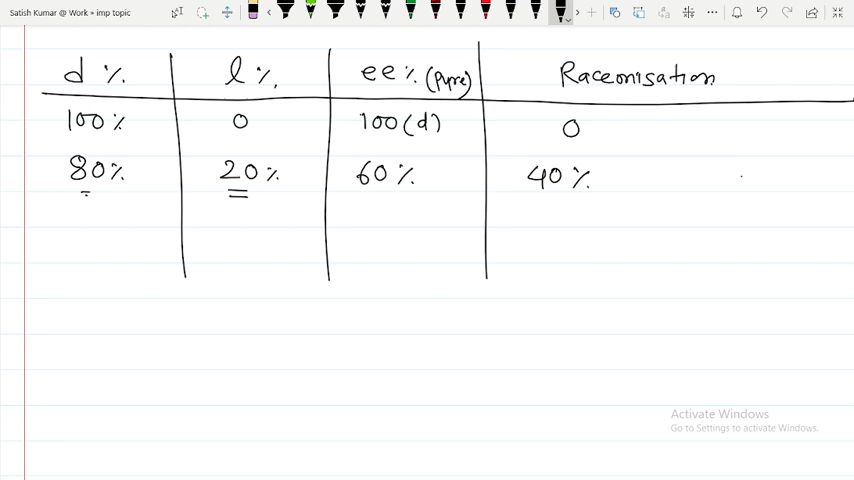 Satish Kumar @ Work » imp topic
d % l %. ee % (pure) Racemisation
100 % 0 100 (d) 0
80 % 20 % 60 % 40 %
Activate Windows
Go to Settings to activate Windows.